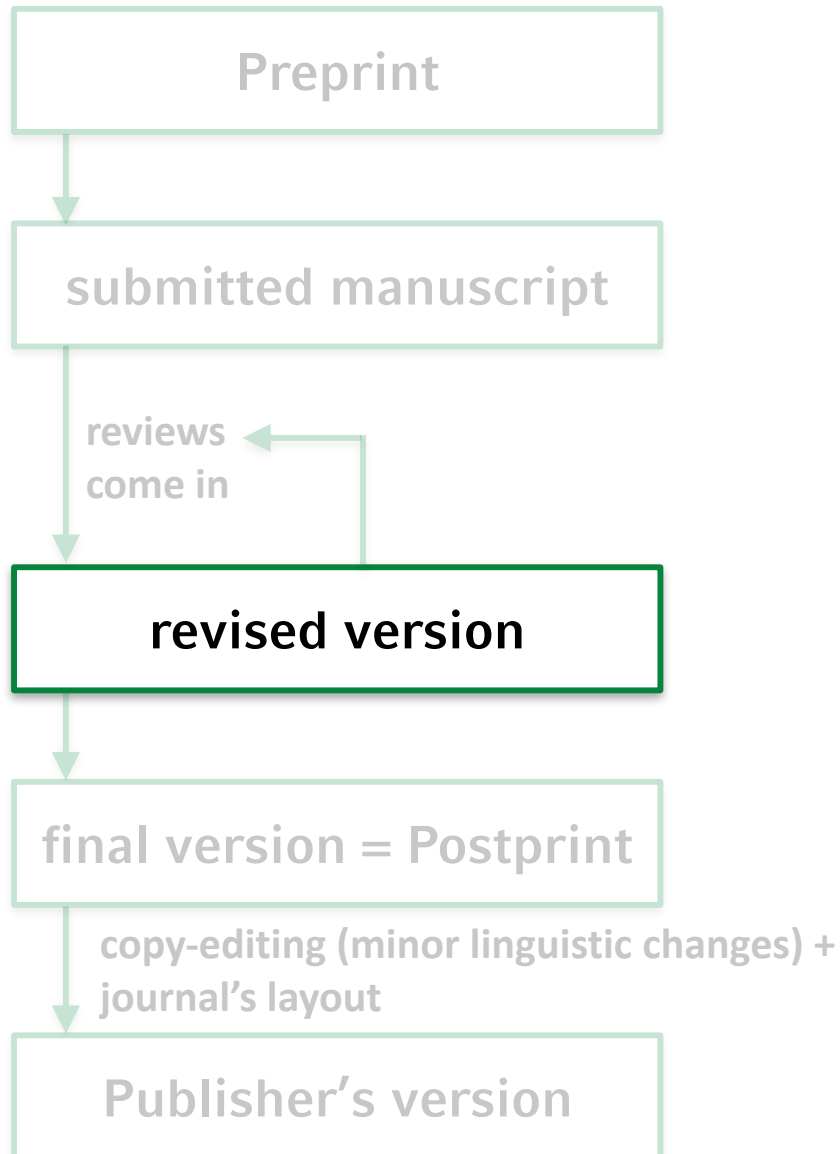 Preprint
submitted manuscript
reviews
come in
revised version
final version = Postprint
copy-editing (minor linguistic changes) +
journal’s layout
Publisher’s version